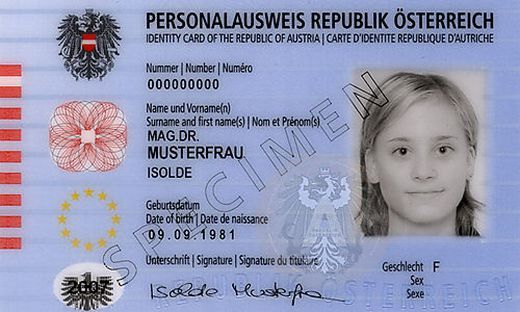 PERSONALAUSWEIS REPUBLIK ÖSTERREICH
IDENTITY CARD OF THE REPUBLIC OF AUSTRIA | CARTE D'IDENTITE REPUBLIQUE D'AUTRICHE
Nummer | Number | Numéro
000000000
Name und Vorname(n)
Surname and first name(s) | Nom et Prénom(s)
MAG.DR.
MUSTERFRAU
ISOLDE
SPECIMEN
Geburtsdatum
Date of birth | Date de naissance
09.09.1981
Unterschrift | Signature | Signature du titulaire
Isolde Musterfrau
Geschlecht F
Sex
Sexe
2007
ÖSTERREICH